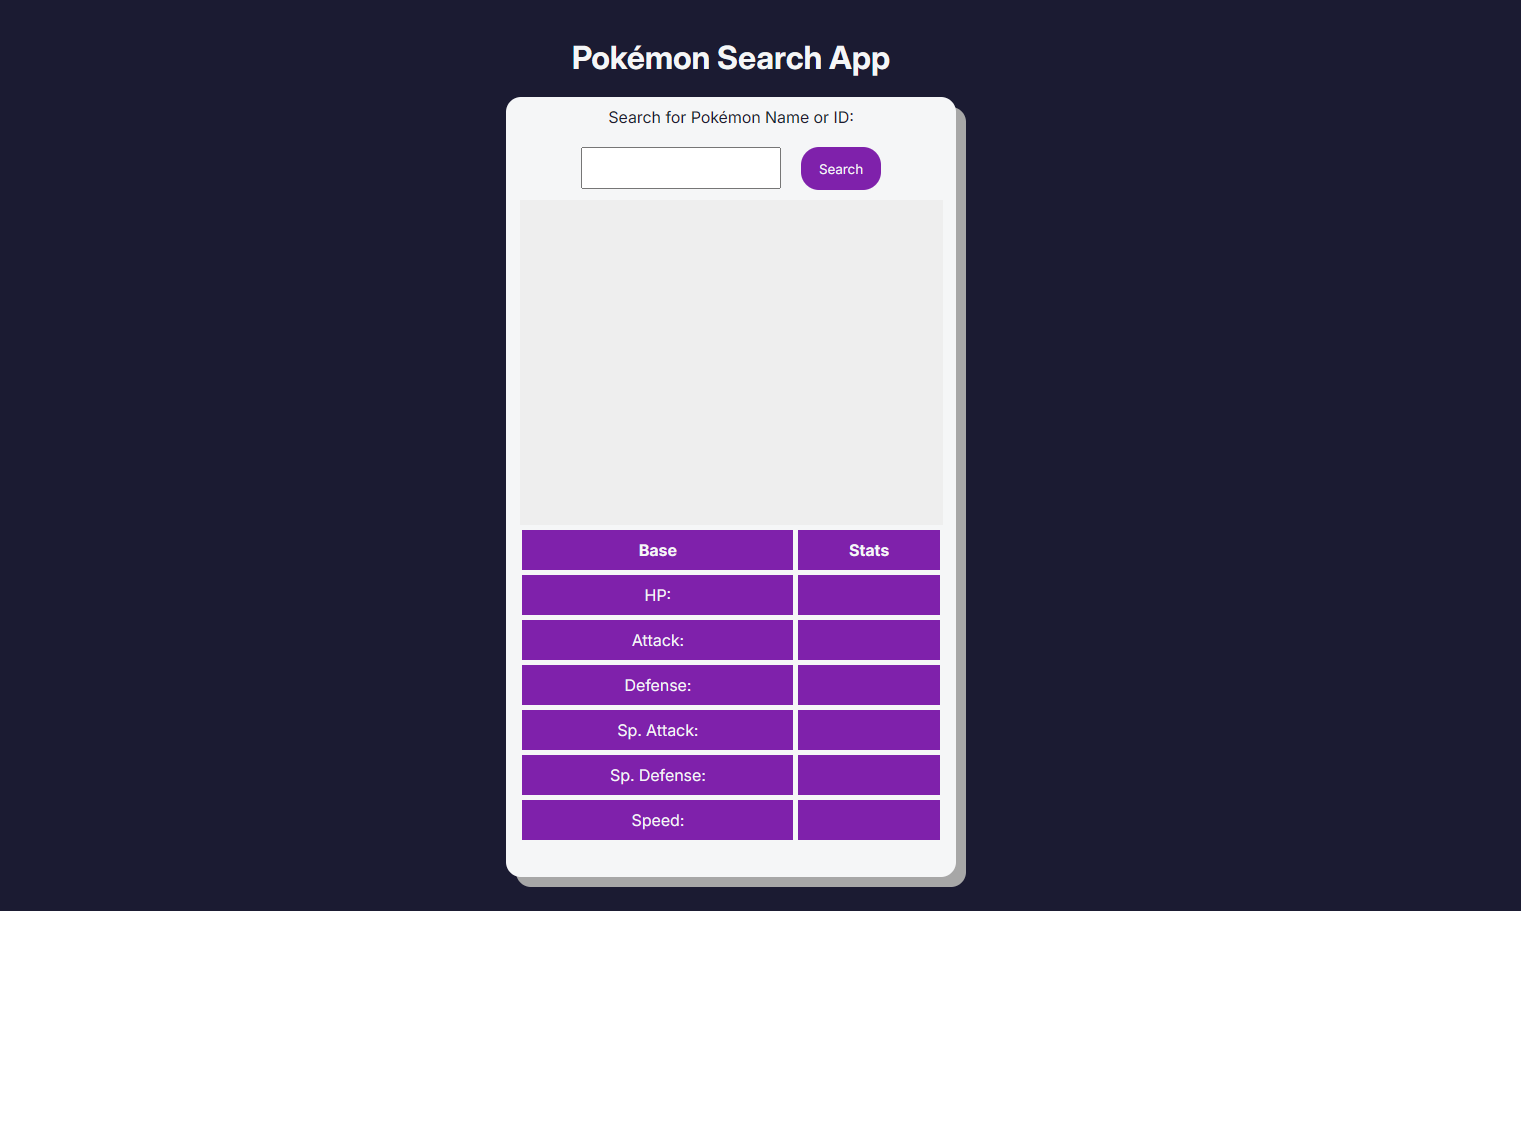 Pokémon Search App
Search for Pokémon Name or ID:
Search
Base Stats
HP:
Attack:
Defense:
Sp. Attack:
Sp. Defense:
Speed: